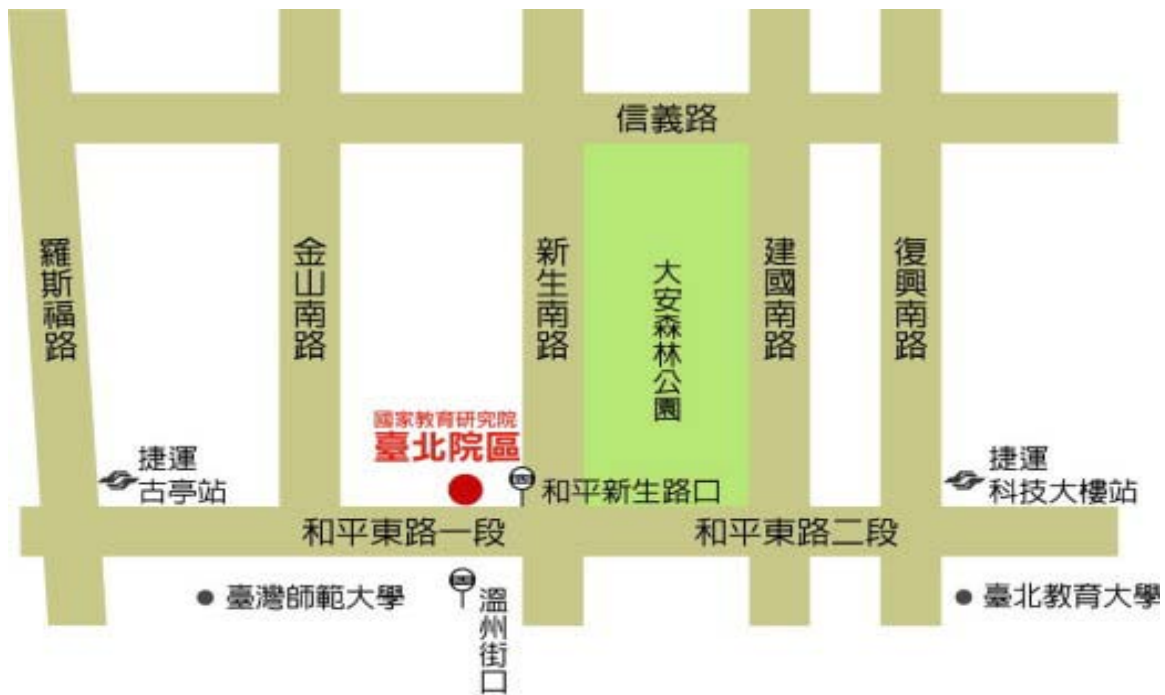 信義路
羅斯福路
金山南路
新生南路
大安森林公園
建國南路
復興南路
國家教育研究院
臺北院區
捷運
古亭站
和平新生路口
捷運
科技大樓站
和平東路一段
和平東路二段
臺灣師範大學
溫州街口
臺北教育大學